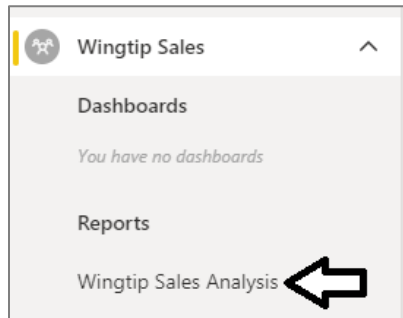 Wingtip Sales
Dashboards
You have no dashboards
Reports
Wingtip Sales Analysis